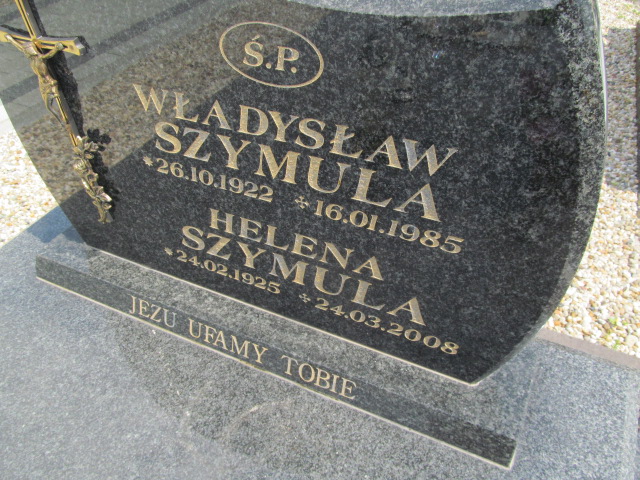 Ś.P.
WŁADYSŁAW
SZYMULA
*26.10.1922 +16.01.1985
HELENA
SZYMULA
*24.02.1925 +24.03.2008
JEZU UFAMY TOBIE